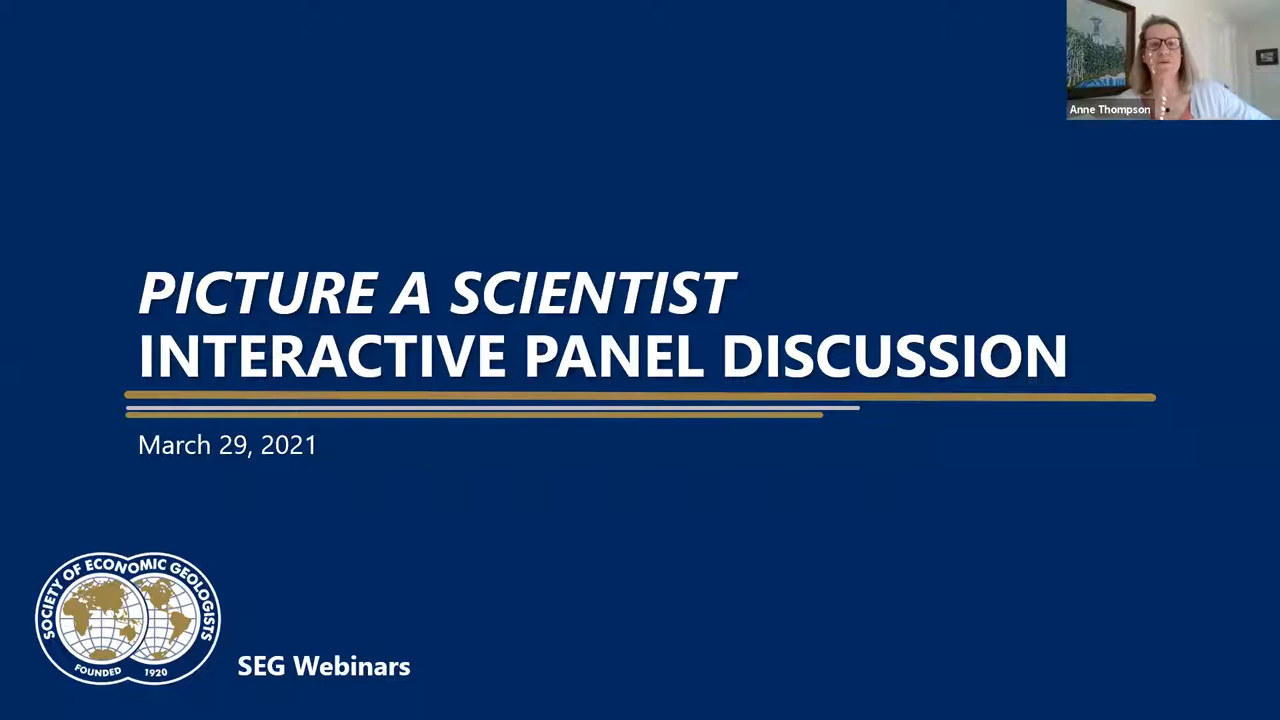 Anne Thompson
PICTURE A SCIENTIST
INTERACTIVE PANEL DISCUSSION
March 29, 2021
SOCIETY OF ECONOMIC GEOLOGISTS
FOUNDED 1920
SEG Webinars